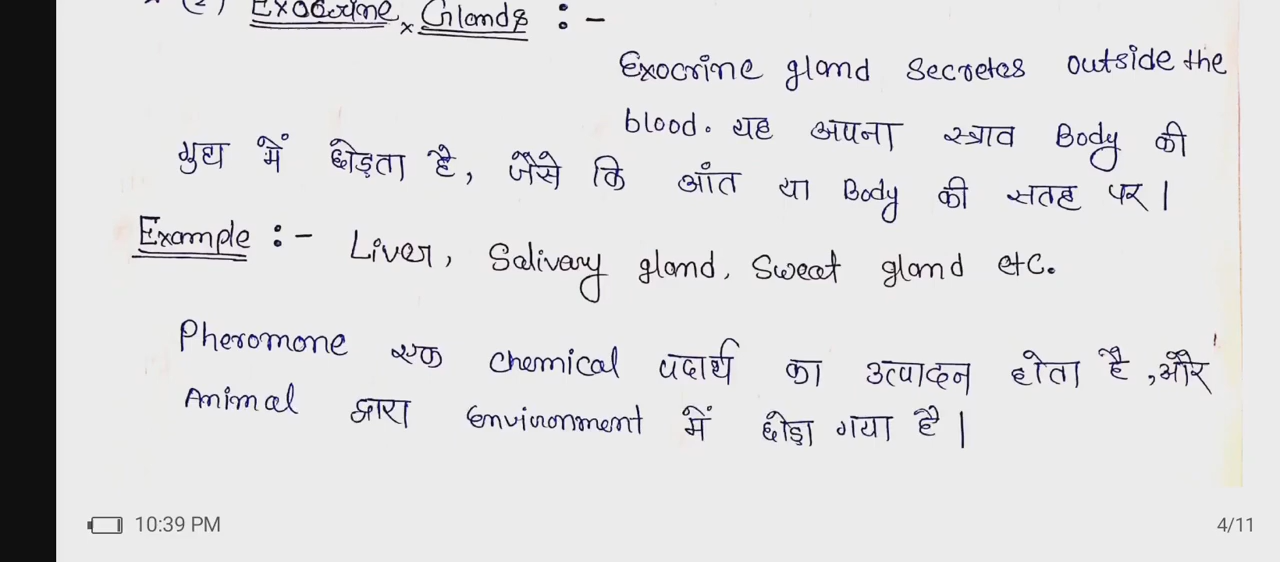 * (2) Exocrine × Glands :-
Exocrine gland secretes outside the
blood. यह अपना स्त्राव Body की
गुहा में छोड़ता है, जैसे कि आंत या Body की सतह पर।
Example :- Liver, Salivary gland, Sweat gland etc.
Pheromone एक chemical पदार्थ का उत्पादन होता है, और
Animal द्वारा Environment में छोड़ा गया है।
10:39 PM
4/11